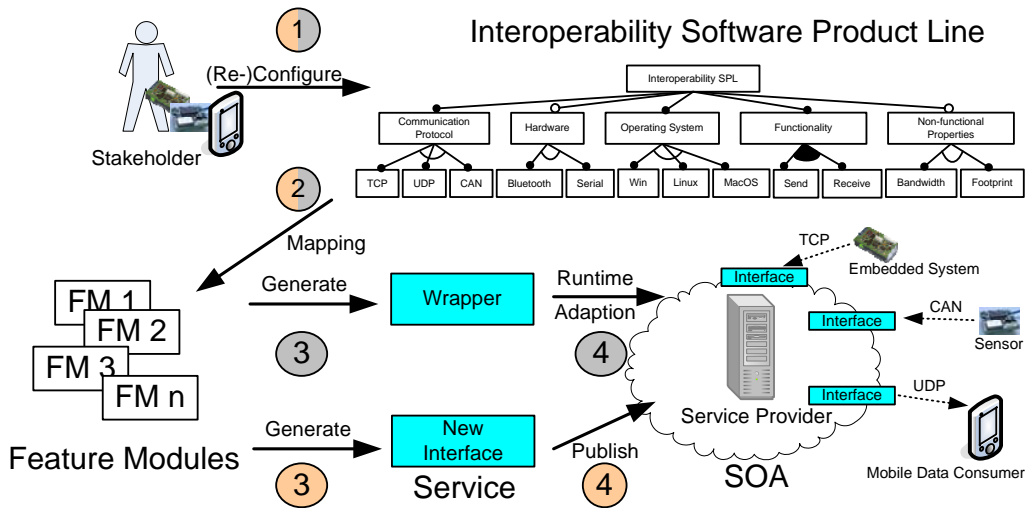 1
Interoperability Software Product Line
(Re-)Configure
Stakeholder
Interoperability SPL
Communication
Protocol
Hardware
Operating System
Functionality
Non-functional
Properties
TCP
UDP
CAN
Bluetooth
Serial
Win
Linux
MacOS
Send
Receive
Bandwidth
Footprint
2
Mapping
FM 1
FM 2
FM 3
FM n
Feature Modules
Generate
3
Wrapper
Runtime
Adaption
4
Generate
3
New
Interface
Service
Publish
4
Interface
TCP
Embedded System
Interface
CAN
Sensor
Interface
UDP
Mobile Data Consumer
Service Provider
SOA